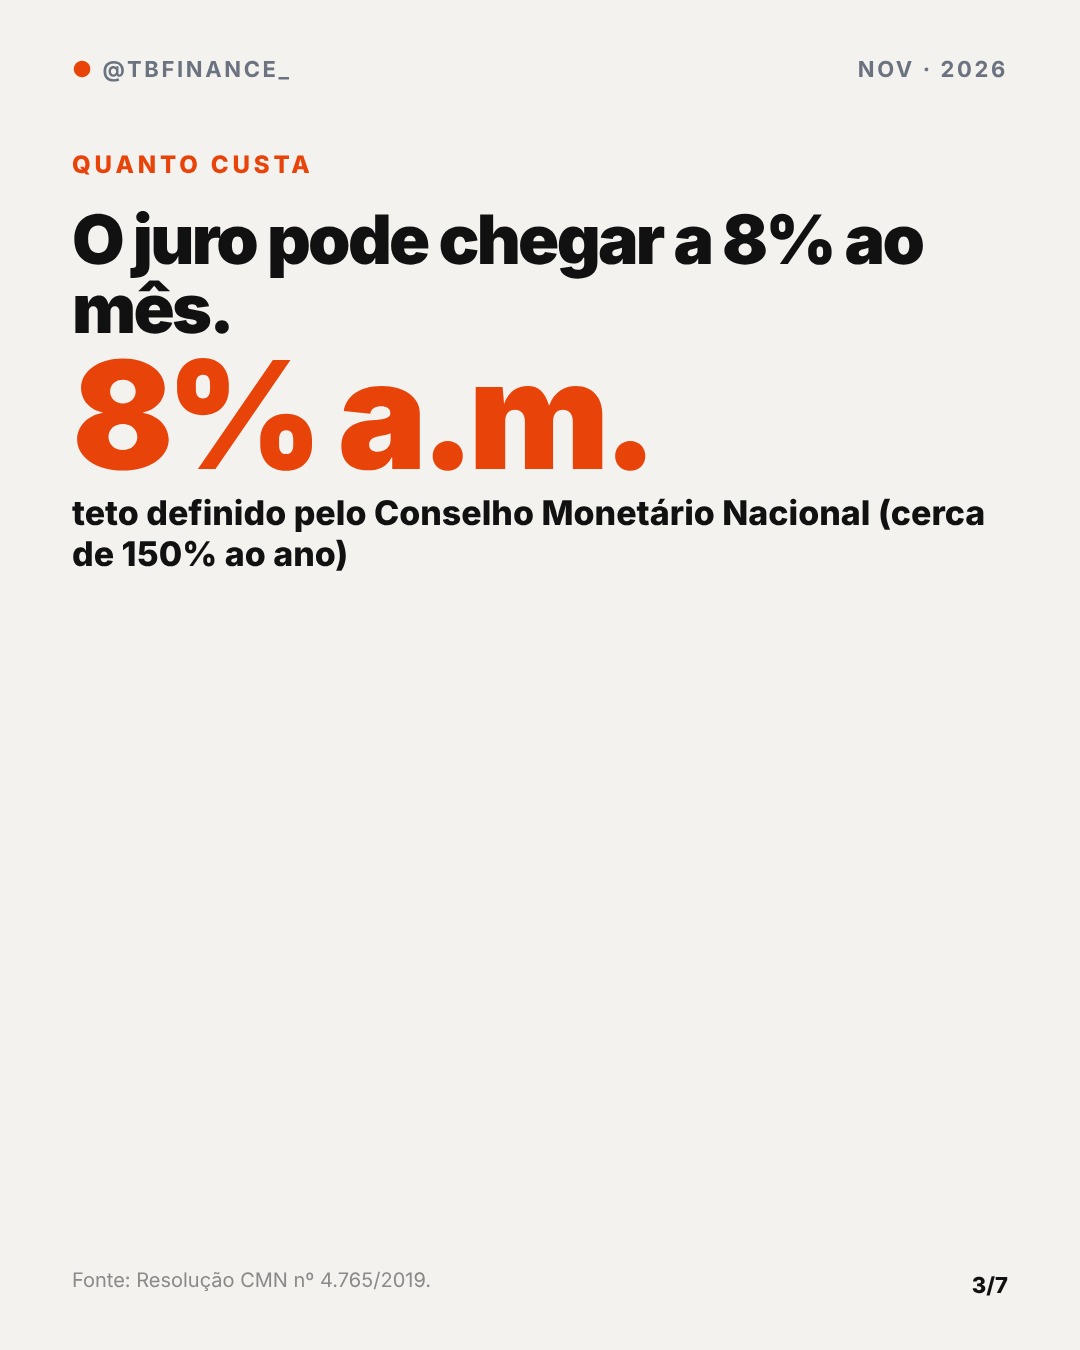 @TBFINANCE_
NOV · 2026
QUANTO CUSTA
O juro pode chegar a 8% ao
mês.
8% a.m.
teto definido pelo Conselho Monetário Nacional (cerca
de 150% ao ano)
Fonte: Resolução CMN nº 4.765/2019.
3/7